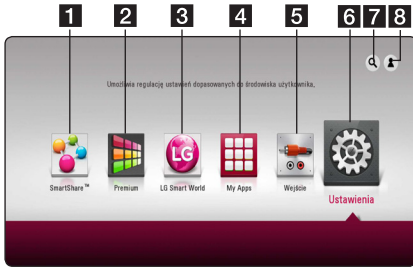 1 2 3 4 5 6 7 8
Umożliwia regulację ustawień dopasowanych do środowiska użytkownika.
LG
SmartShare™ Premium LG Smart World My Apps Wejście Ustawienia